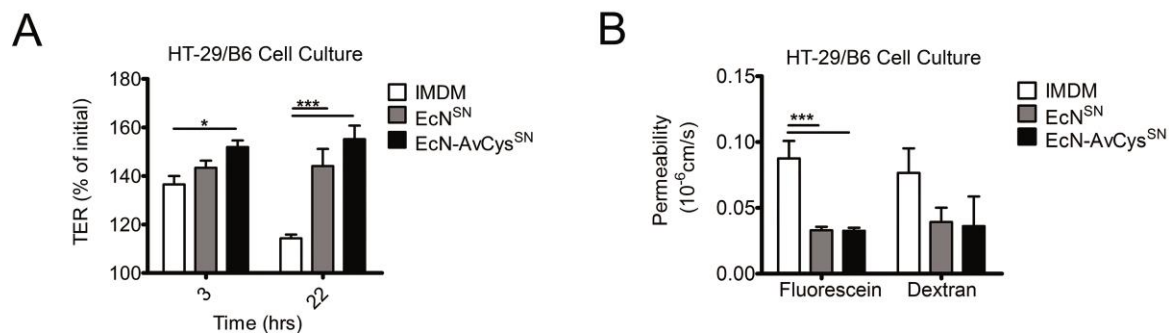 A
HT-29/B6 Cell Culture
TER (% of initial)
180
160
140
120
100
*
***
3
22
Time (hrs)
IMDM
EcN^SN
EcN-AvCys^SN
B
HT-29/B6 Cell Culture
Permeability
(10^-6cm/s)
0.15
0.10
0.05
0.00
***
Fluorescein
Dextran
IMDM
EcN^SN
EcN-AvCys^SN